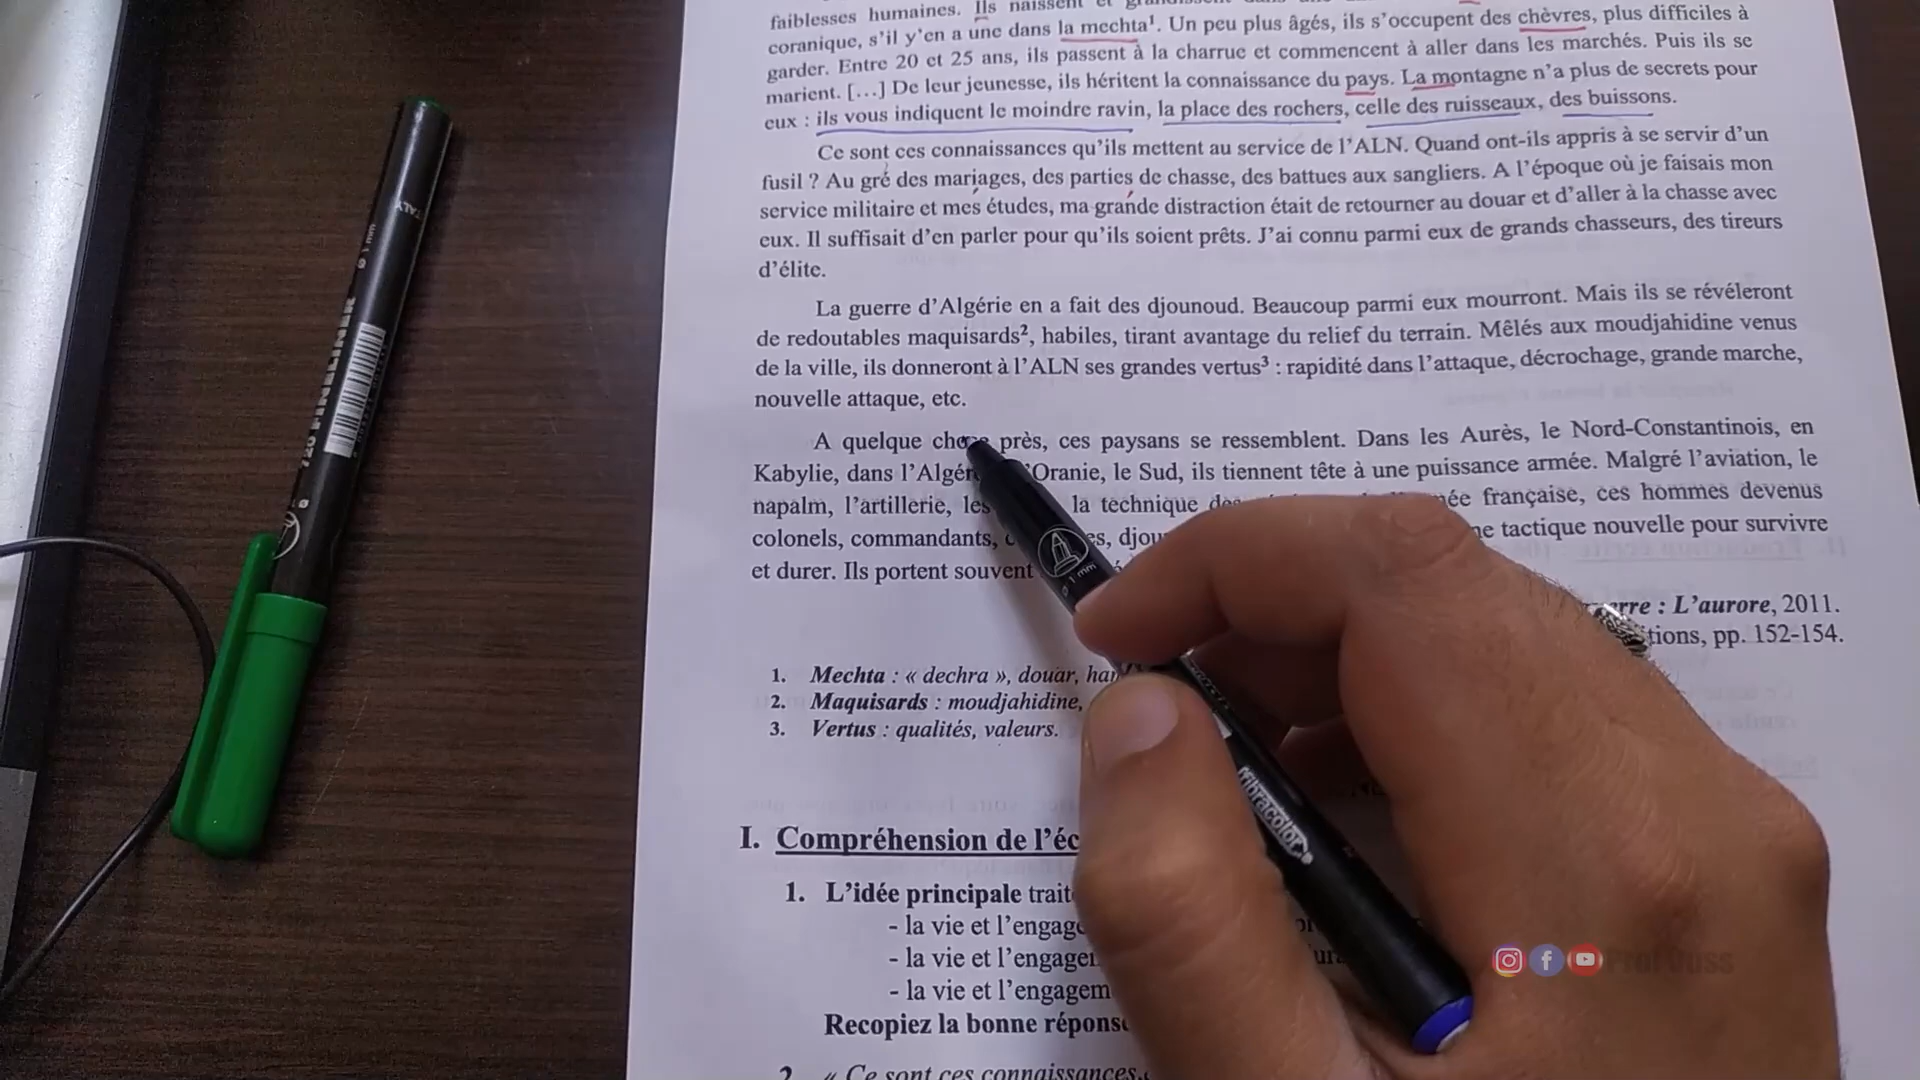 faiblesses humaines. Ils naissent et grandissent dans une
coranique, s'il y'en a une dans la mechta¹. Un peu plus âgés, ils s'occupent des chèvres, plus difficiles à
garder. Entre 20 et 25 ans, ils passent à la charrue et commencent à aller dans les marchés. Puis ils se
marient. […] De leur jeunesse, ils héritent la connaissance du pays. La montagne n'a plus de secrets pour
eux : ils vous indiquent le moindre ravin, la place des rochers, celle des ruisseaux, des buissons.
Ce sont ces connaissances qu'ils mettent au service de l'ALN. Quand ont-ils appris à se servir d'un
fusil ? Au gré des mariages, des parties de chasse, des battues aux sangliers. A l'époque où je faisais mon
service militaire et mes études, ma grande distraction était de retourner au douar et d'aller à la chasse avec
eux. Il suffisait d'en parler pour qu'ils soient prêts. J'ai connu parmi eux de grands chasseurs, des tireurs
d'élite.
La guerre d'Algérie en a fait des djounoud. Beaucoup parmi eux mourront. Mais ils se révéleront
de redoutables maquisards², habiles, tirant avantage du relief du terrain. Mêlés aux moudjahidine venus
de la ville, ils donneront à l'ALN ses grandes vertus³ : rapidité dans l'attaque, décrochage, grande marche,
nouvelle attaque, etc.
A quelque chose près, ces paysans se ressemblent. Dans les Aurès, le Nord-Constantinois, en
Kabylie, dans l'Algér 'Oranie, le Sud, ils tiennent tête à une puissance armée. Malgré l'aviation, le
napalm, l'artillerie, les la technique des française, ces hommes devenus
colonels, commandants, djou tactique nouvelle pour survivre
et durer. Ils portent souvent
rre : L'aurore, 2011.
tions, pp. 152-154.
1. Mechta : « dechra », douar, ham
2. Maquisards : moudjahidine,
3. Vertus : qualités, valeurs.
I. Compréhension de l'éc
1. L'idée principale trait
- la vie et l'engage
- la vie et l'engagem
- la vie et l'engagem
Recopiez la bonne réponse
2. « Ce sont ces connaissances
ITALY
0 1 mm
FINELINER
0 1 mm
fibracolor
Prof Ouss